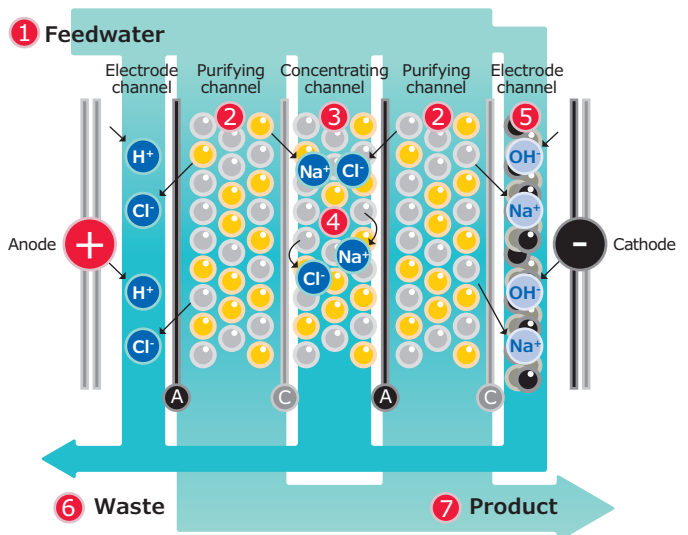 1 Feedwater
Electrode channel
Purifying channel
Concentrating channel
Purifying channel
Electrode channel
2
3
2
5
H⁺
Na⁺
Cl⁻
OH⁻
Cl⁻
4
Na⁺
Anode
+
Na⁺
-
Cathode
Cl⁻
H⁺
OH⁻
Cl⁻
Na⁺
A
C
A
C
6 Waste
7 Product